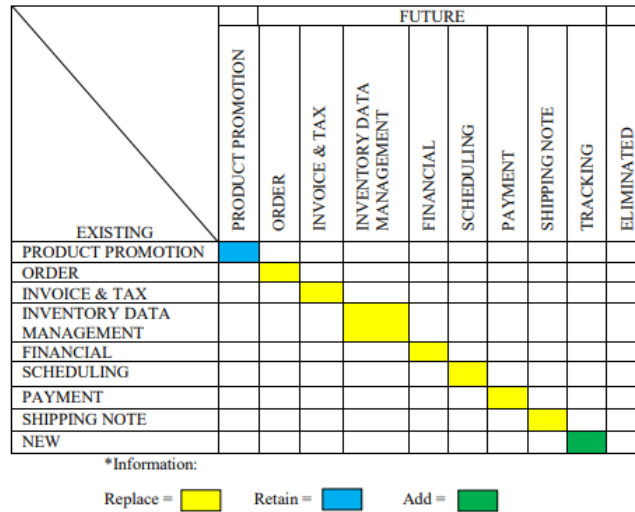 FUTURE
PRODUCT PROMOTION
ORDER
INVOICE & TAX
INVENTORY DATA
MANAGEMENT
FINANCIAL
SCHEDULING
PAYMENT
SHIPPING NOTE
TRACKING
ELIMINATED
EXISTING
PRODUCT PROMOTION
ORDER
INVOICE & TAX
INVENTORY DATA
MANAGEMENT
FINANCIAL
SCHEDULING
PAYMENT
SHIPPING NOTE
NEW
*Information:
Replace = Retain = Add =